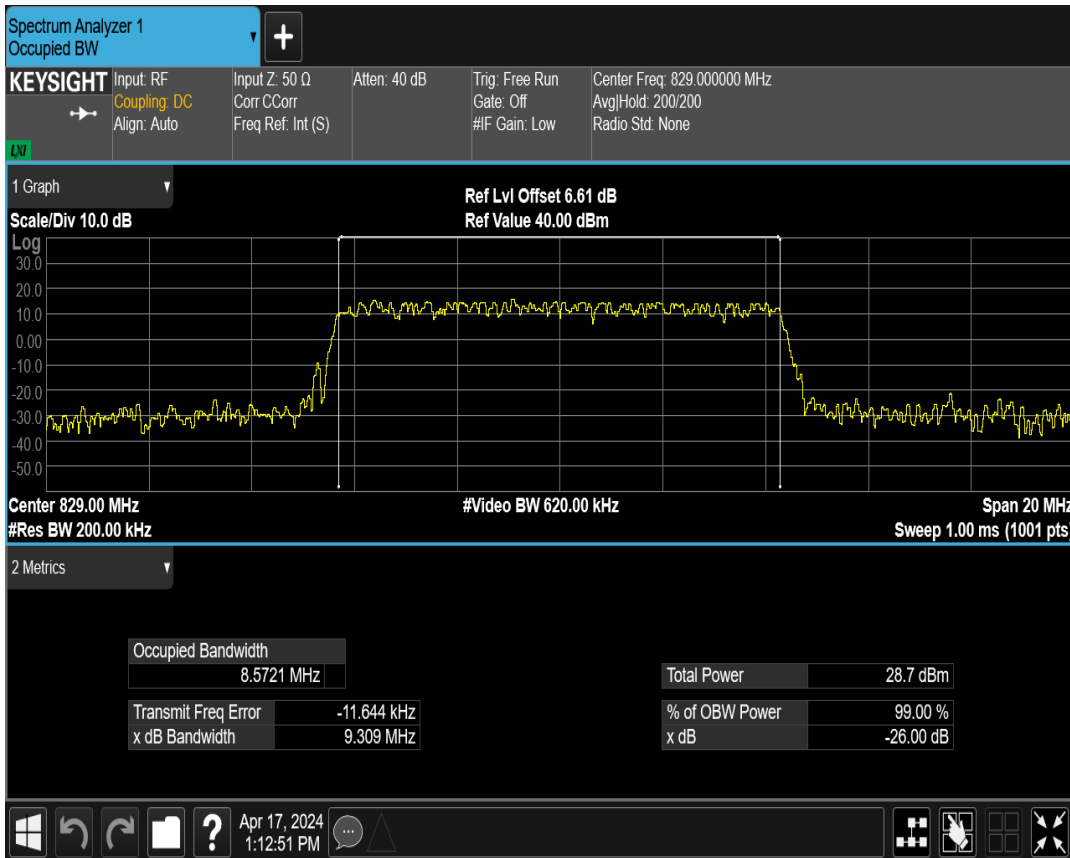 Spectrum Analyzer 1
Occupied BW
KEYSIGHT
LXI
Input: RF
Coupling: DC
Align: Auto
Input Z: 50 Ω
Corr CCorr
Freq Ref: Int (S)
Atten: 40 dB
Trig: Free Run
Gate: Off
#IF Gain: Low
Center Freq: 829.000000 MHz
Avg|Hold: 200/200
Radio Std: None
1 Graph
Scale/Div 10.0 dB
Ref Lvl Offset 6.61 dB
Ref Value 40.00 dBm
Log
30.0
20.0
10.0
0.00
-10.0
-20.0
-30.0
-40.0
-50.0
Center 829.00 MHz
#Video BW 620.00 kHz
Span 20 MHz
#Res BW 200.00 kHz
Sweep 1.00 ms (1001 pts)
2 Metrics
Occupied Bandwidth
8.5721 MHz
Total Power 28.7 dBm
Transmit Freq Error -11.644 kHz
% of OBW Power 99.00 %
x dB Bandwidth 9.309 MHz
x dB -26.00 dB
?
Apr 17, 2024
1:12:51 PM